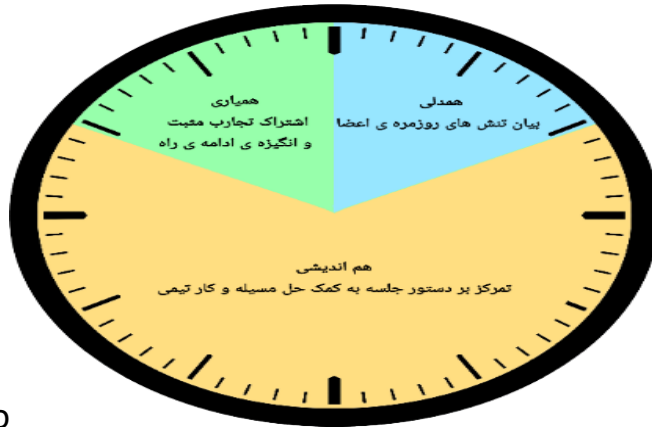 همدلی
بیان تنش های روزمره ی اعضا
همیاری
اشتراک تجارب مثبت
و انگیزه ی ادامه ی راه
هم اندیشی
تمرکز بر دستور جلسه به کمک حل مسیله و کار تیمی